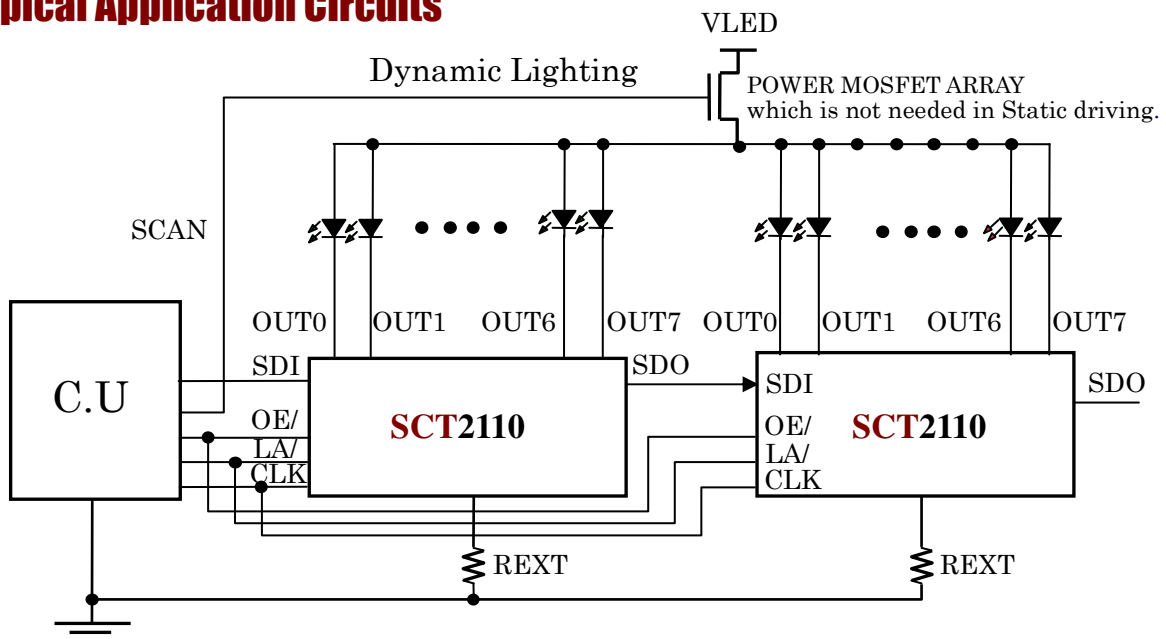 pical Application Circuits
VLED
Dynamic Lighting
POWER MOSFET ARRAY
which is not needed in Static driving.
SCAN
OUT0
OUT1
OUT6
OUT7
OUT0
OUT1
OUT6
OUT7
C.U
SDI
OE/
LA/
CLK
SCT2110
SDO
SDI
OE/
LA/
CLK
SCT2110
SDO
REXT
REXT